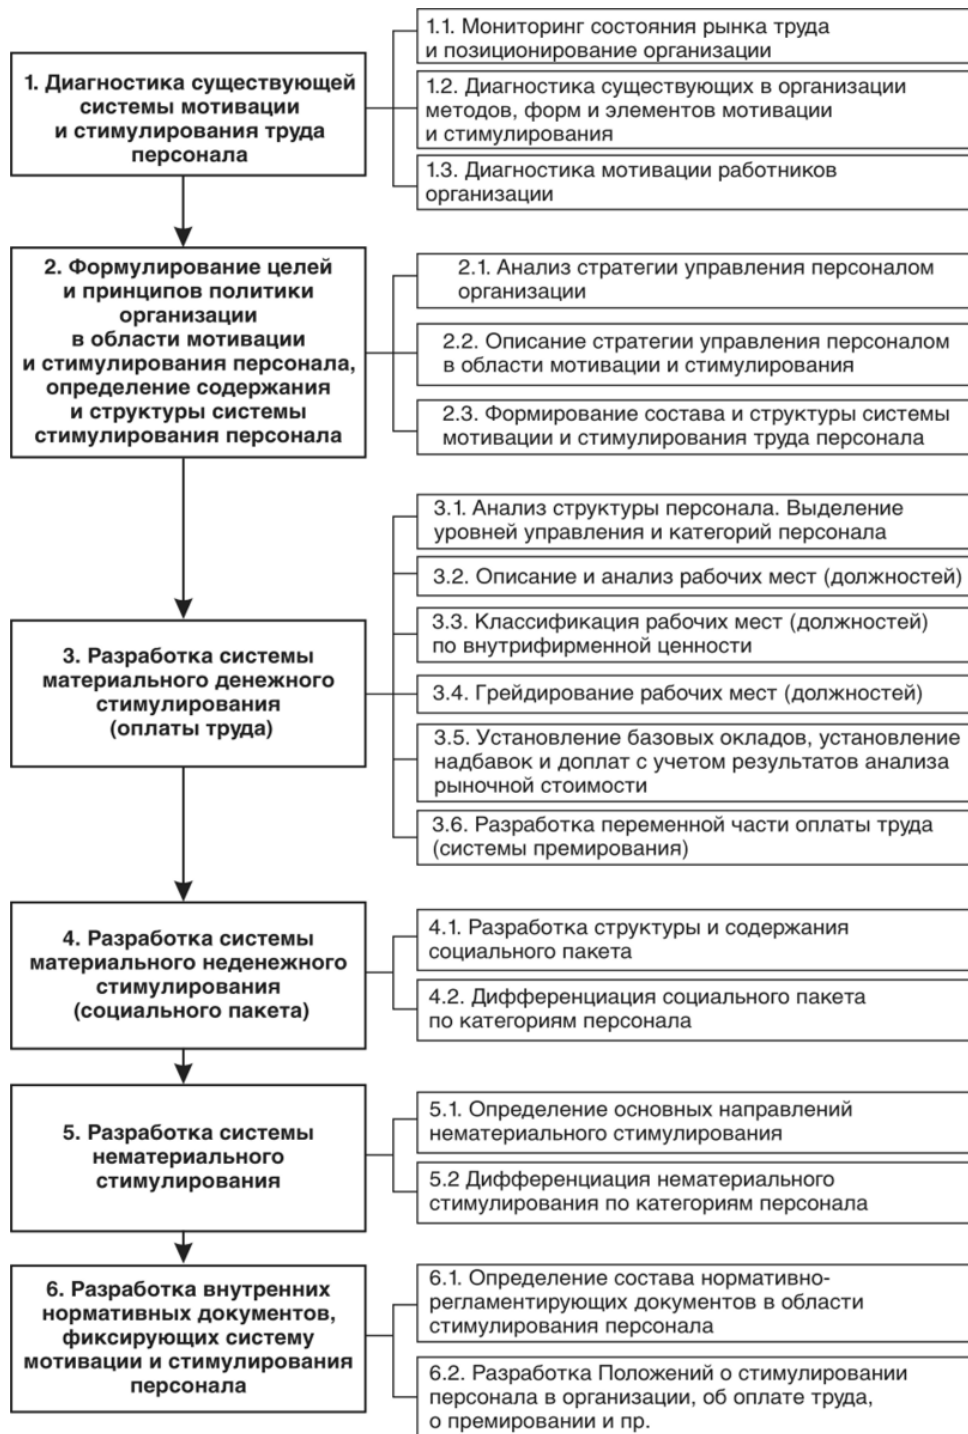 1. Диагностика существующей
системы мотивации
и стимулирования труда
персонала
1.1. Мониторинг состояния рынка труда
и позиционирование организации
1.2. Диагностика существующих в организации
методов, форм и элементов мотивации
и стимулирования
1.3. Диагностика мотивации работников
организации
2. Формулирование целей
и принципов политики
организации
в области мотивации
и стимулирования персонала,
определение содержания
и структуры системы
стимулирования персонала
2.1. Анализ стратегии управления персоналом
организации
2.2. Описание стратегии управления персоналом
в области мотивации и стимулирования
2.3. Формирование состава и структуры системы
мотивации и стимулирования труда персонала
3. Разработка системы
материального денежного
стимулирования
(оплаты труда)
3.1. Анализ структуры персонала. Выделение
уровней управления и категорий персонала
3.2. Описание и анализ рабочих мест (должностей)
3.3. Классификация рабочих мест (должностей)
по внутрифирменной ценности
3.4. Грейдирование рабочих мест (должностей)
3.5. Установление базовых окладов, установление
надбавок и доплат с учетом результатов анализа
рыночной стоимости
3.6. Разработка переменной части оплаты труда
(системы премирования)
4. Разработка системы
материального неденежного
стимулирования
(социального пакета)
4.1. Разработка структуры и содержания
социального пакета
4.2. Дифференциация социального пакета
по категориям персонала
5. Разработка системы
нематериального
стимулирования
5.1. Определение основных направлений
нематериального стимулирования
5.2 Дифференциация нематериального
стимулирования по категориям персонала
6. Разработка внутренних
нормативных документов,
фиксирующих систему
мотивации и стимулирования
персонала
6.1. Определение состава нормативно-
регламентирующих документов в области
стимулирования персонала
6.2. Разработка Положений о стимулировании
персонала в организации, об оплате труда,
о премировании и пр.